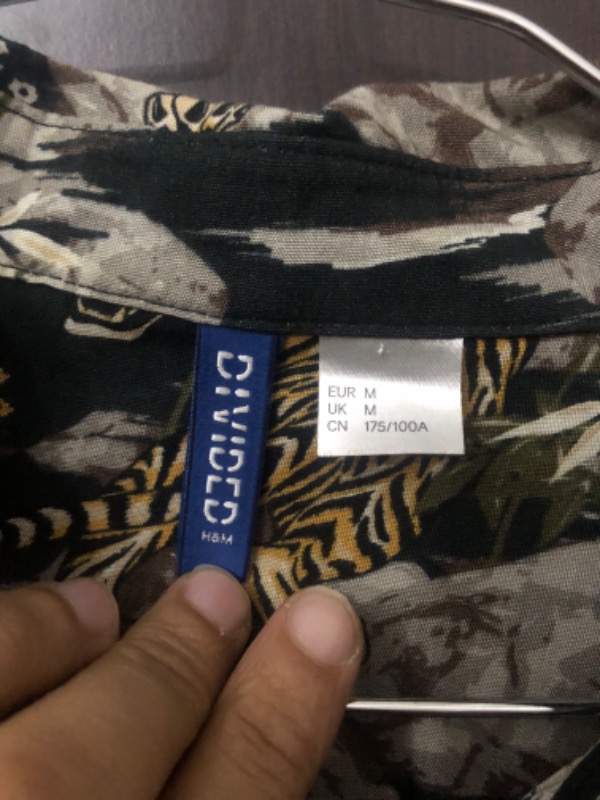 DIVIDED
H&M
EUR M
UK M
CN 175/100A